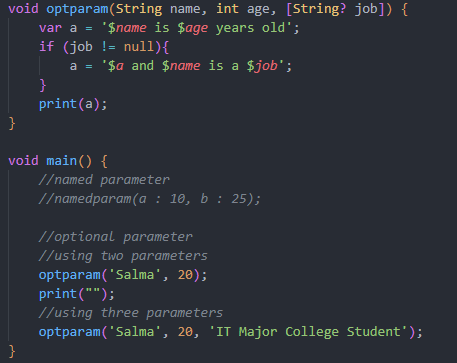 void optparam(String name, int age, [String? job]) {
    var a = '$name is $age years old';
    if (job != null){
        a = '$a and $name is a $job';
    }
    print(a);
}

void main() {
    //named parameter
    //namedparam(a : 10, b : 25);

    //optional parameter
    //using two parameters
    optparam('Salma', 20);
    print("");
    //using three parameters
    optparam('Salma', 20, 'IT Major College Student');
}